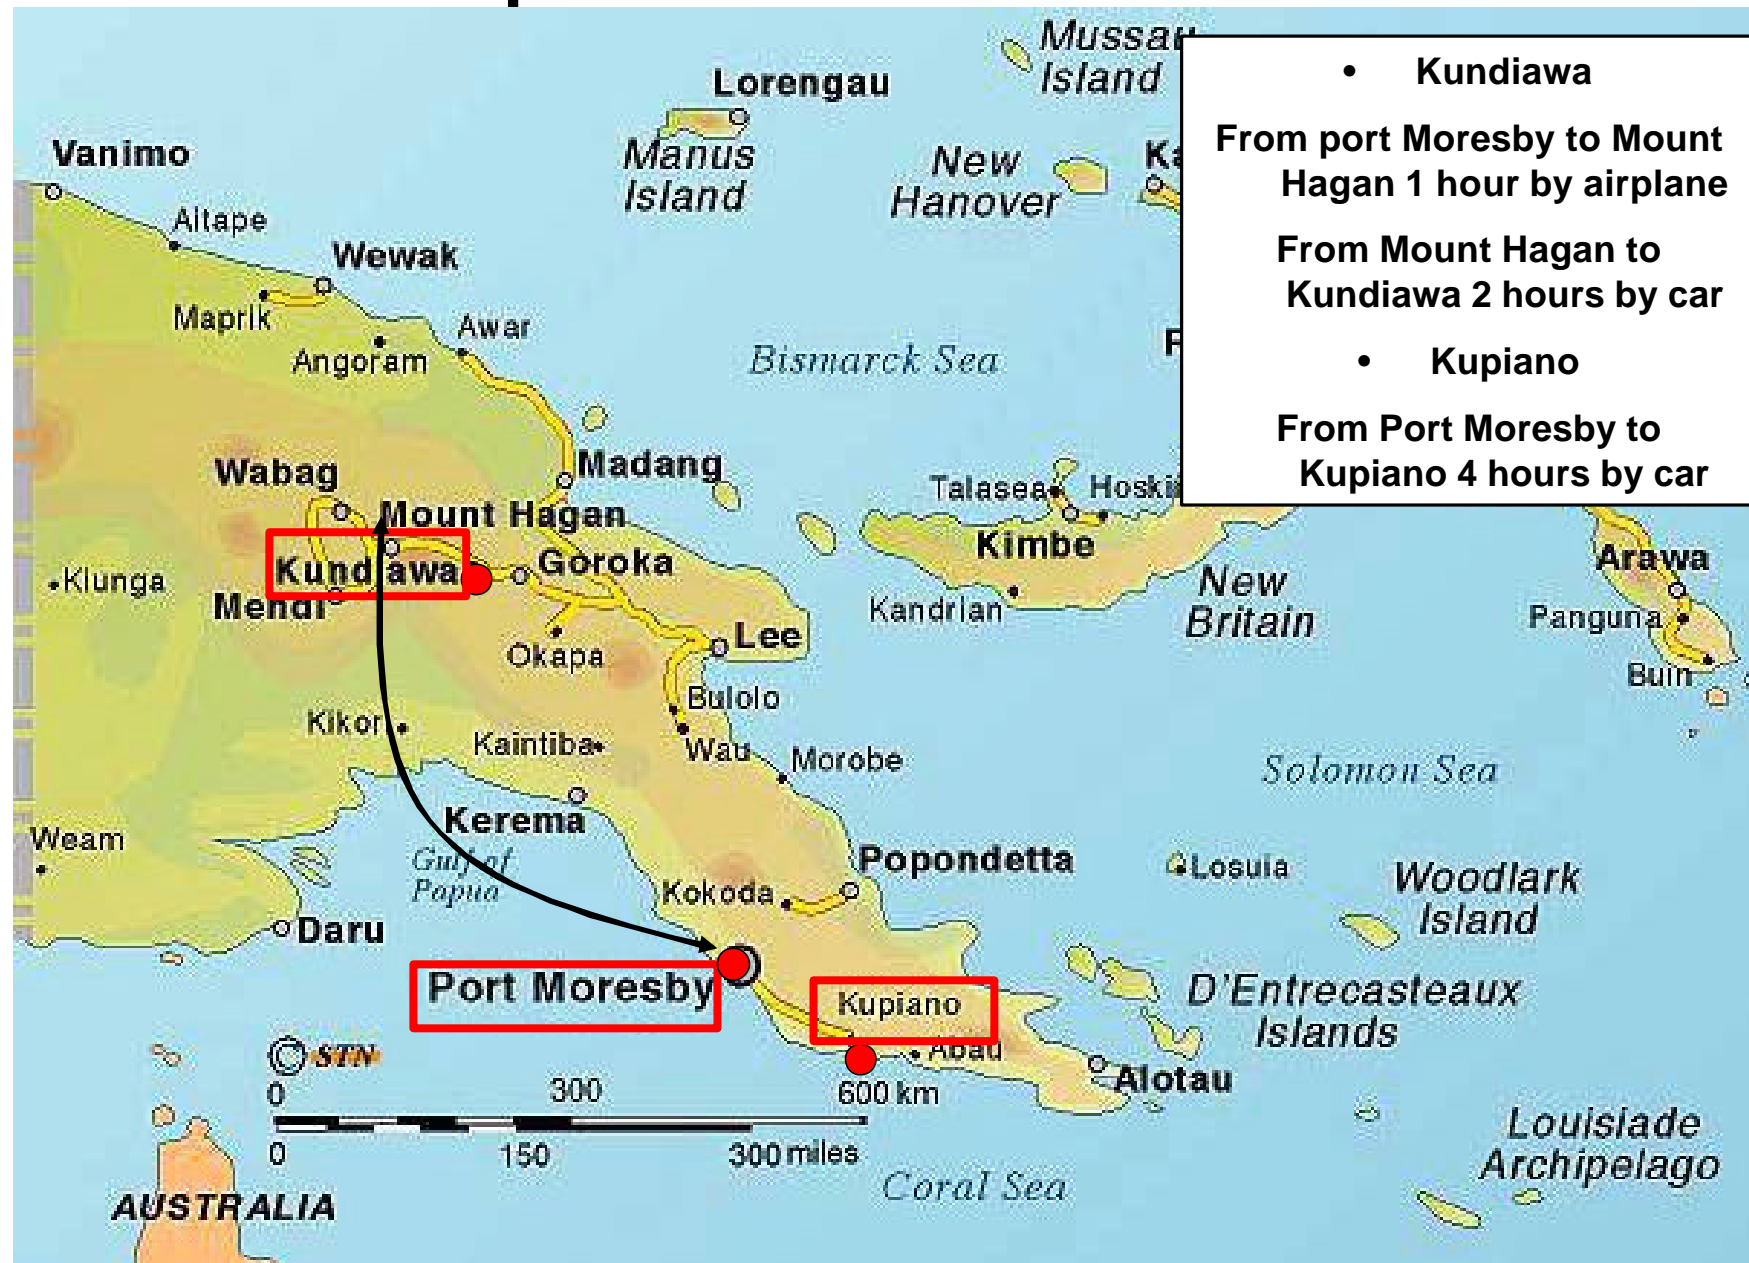 Mussau
Island
Lorengau
Manus
Island
New
Hanover
Vanimo
Aitape
Wewak
Maprik
Angoram
Awar
Bismarck Sea
• Kundiawa
From port Moresby to Mount
Hagan 1 hour by airplane
From Mount Hagan to
Kundiawa 2 hours by car
• Kupiano
From Port Moresby to
Kupiano 4 hours by car
Wabag
Madang
Mount Hagan
Kundiawa
Goroka
Mendi
Klunga
Okapa
Lee
Bulolo
Wau
Talasea
Kimbe
Kandrian
New
Britain
Arawa
Panguna
Buin
Kikori
Kaintiba
Morobe
Solomon Sea
Kerema
Weam
Gulf of
Papua
Daru
Kokoda
Popondetta
Losuia
Woodlark
Island
Port Moresby
Kupiano
Abau
Alotau
D'Entrecasteaux
Islands
© STN
0 300 600 km
0 150 300 miles
Coral Sea
Louisiade
Archipelago
AUSTRALIA